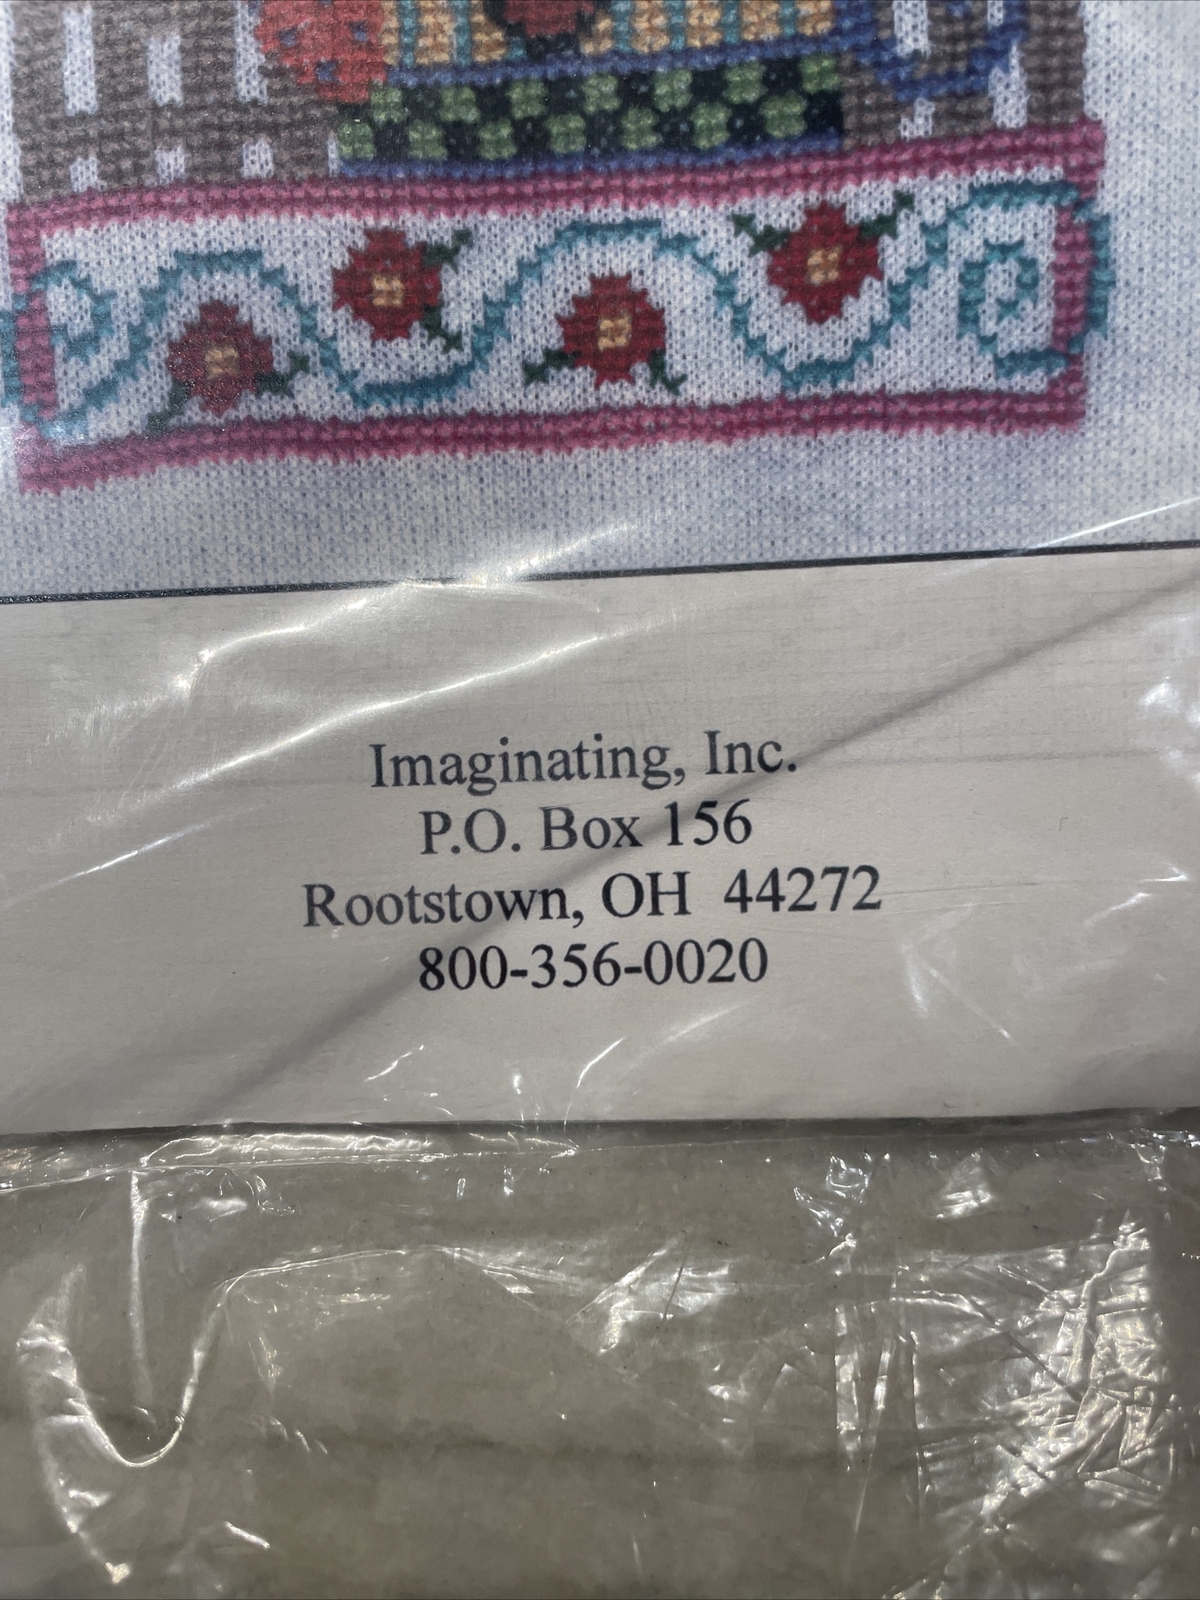 Imaginating, Inc.
P.O. Box 156
Rootstown, OH 44272
800-356-0020